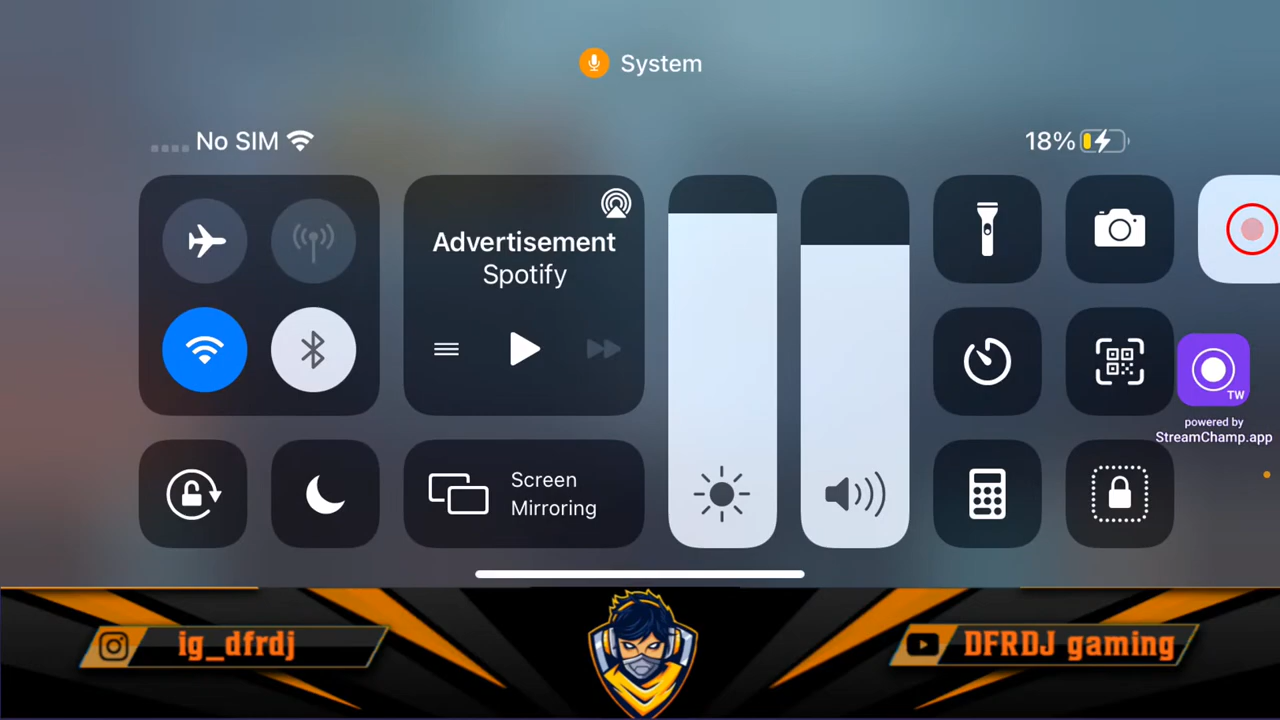 System
No SIM
18%
Advertisement
Spotify
TW
powered by
StreamChamp.app
Screen
Mirroring
ig_dfrdj
DFRDJ gaming